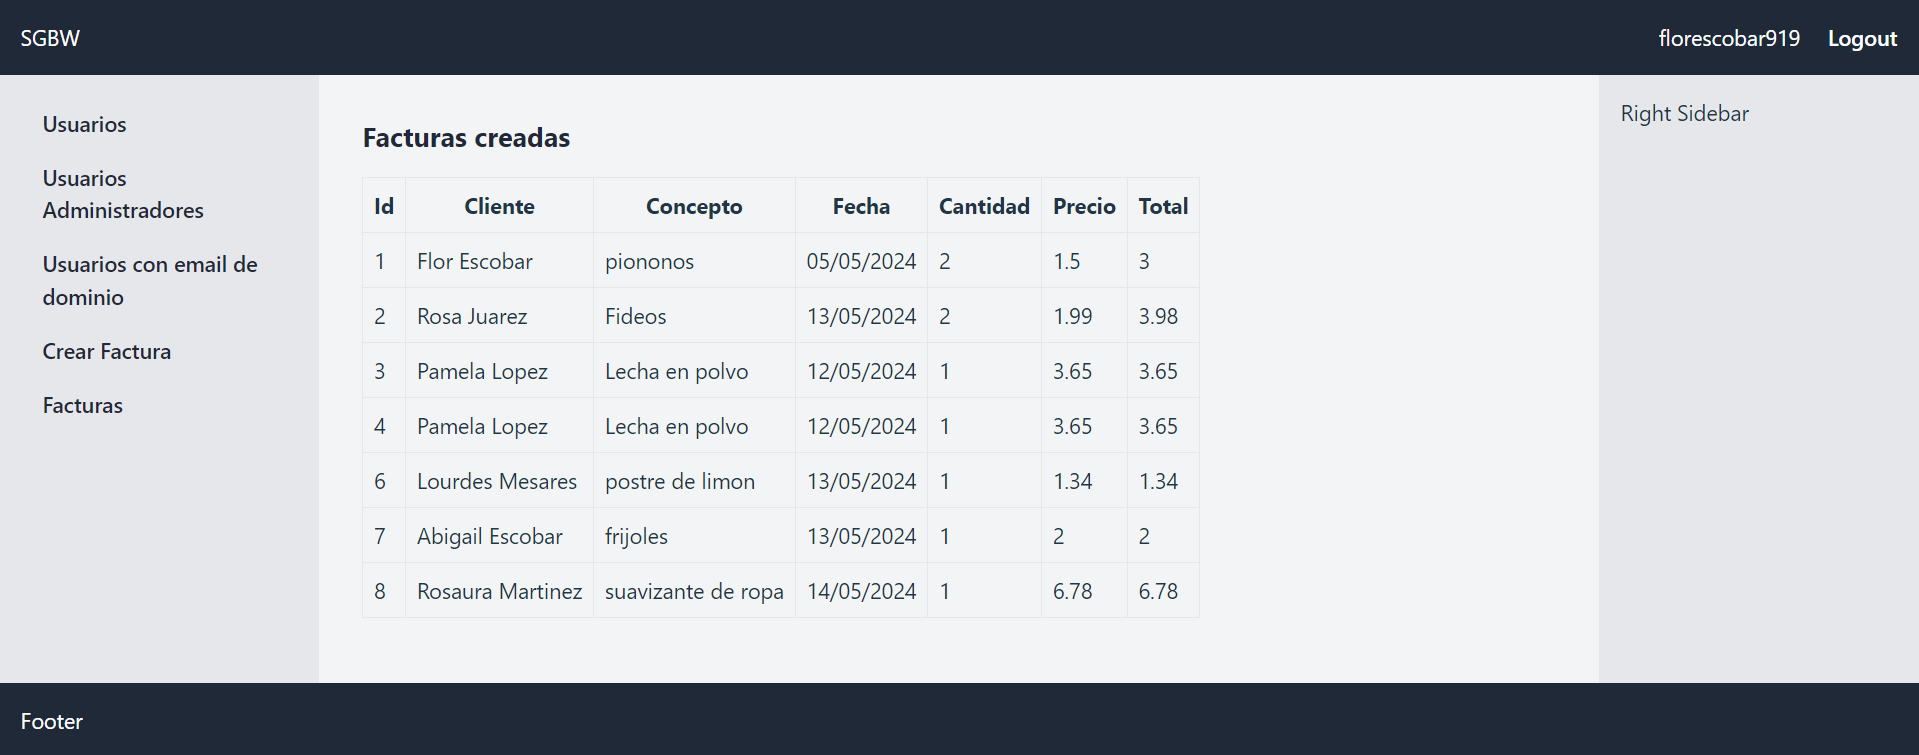 SGBW
florescobar919 Logout
Usuarios
Usuarios
Administradores
Usuarios con email de
dominio
Crear Factura
Facturas
Facturas creadas
Id Cliente Concepto Fecha Cantidad Precio Total
1 Flor Escobar piononos 05/05/2024 2 1.5 3
2 Rosa Juarez Fideos 13/05/2024 2 1.99 3.98
3 Pamela Lopez Lecha en polvo 12/05/2024 1 3.65 3.65
4 Pamela Lopez Lecha en polvo 12/05/2024 1 3.65 3.65
6 Lourdes Mesares postre de limon 13/05/2024 1 1.34 1.34
7 Abigail Escobar frijoles 13/05/2024 1 2 2
8 Rosaura Martinez suavizante de ropa 14/05/2024 1 6.78 6.78
Right Sidebar
Footer